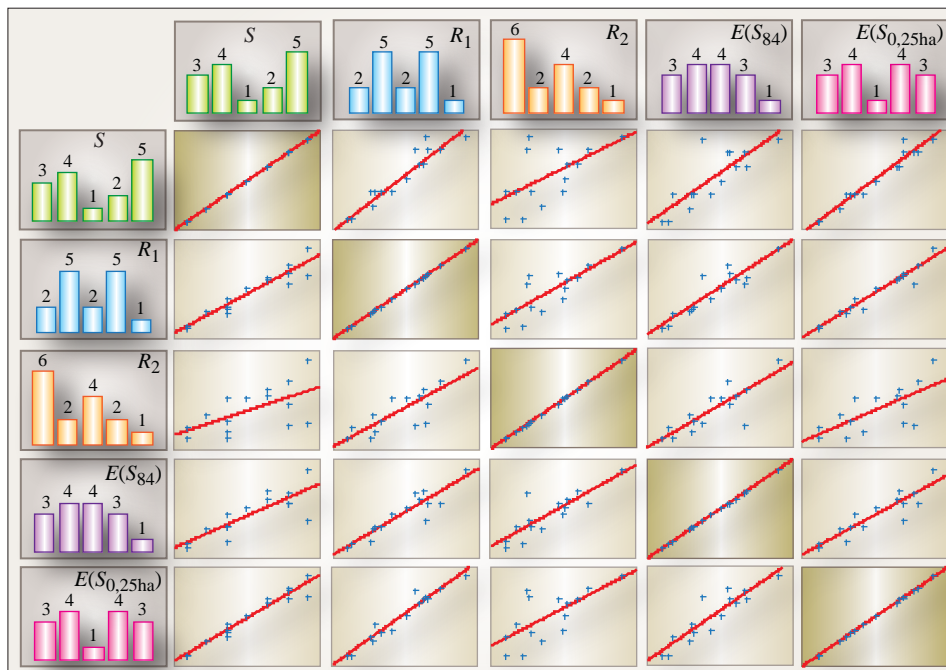 S
3 4 1 2 5
R1
2 5 2 5 1
R2
6 2 4 2 1
E(S84)
3 4 4 3 1
E(S0,25ha)
3 4 1 4 3
S
3 4 1 2 5
R1
2 5 2 5 1
R2
6 2 4 2 1
E(S84)
3 4 4 3 1
E(S0,25ha)
3 4 1 4 3